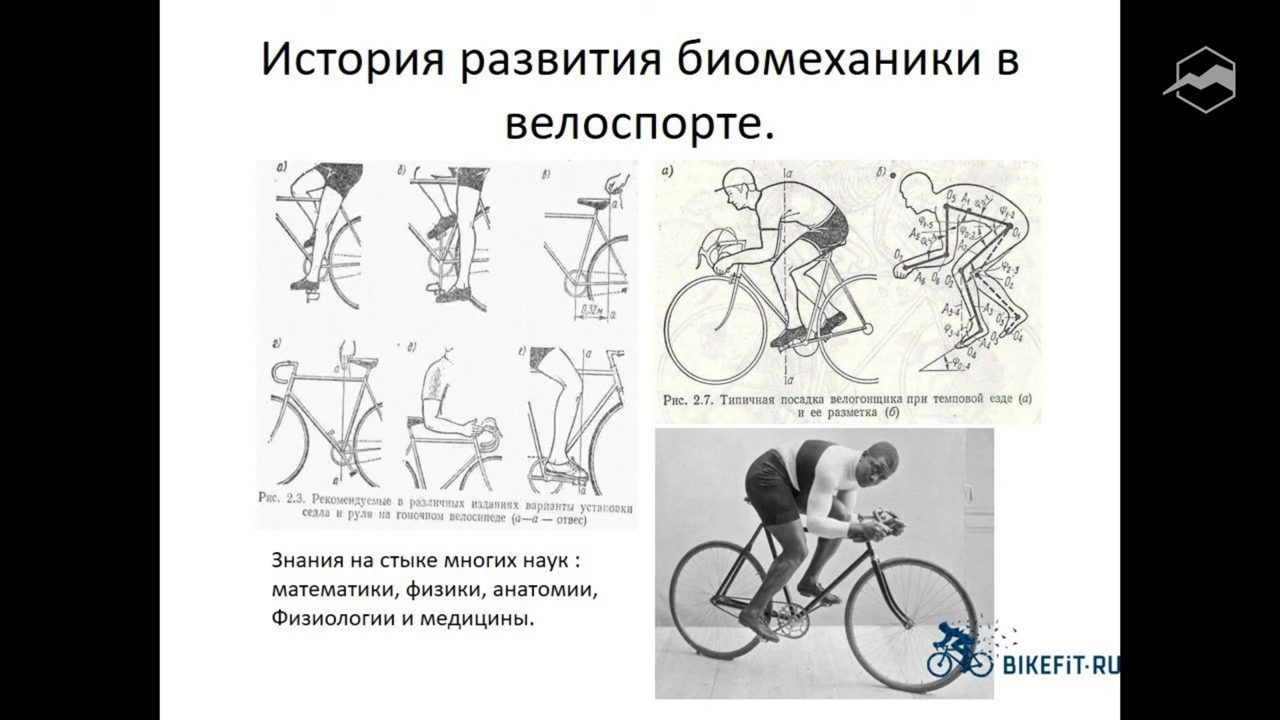 История развития биомеханики в
велоспорте.
а)
б)
в)
а
0,32м
а
г)
а
а
д)
е)
а
а
Рис. 2.3. Рекомендуемые в различных изданиях варианты установки
седла и руля на гоночном велосипеде (а—а — отвес)
а)
а
а
б)
Рис. 2.7. Типичная посадка велогонщика при темповой езде (а)
и ее разметка (б)
Знания на стыке многих наук :
математики, физики, анатомии,
Физиологии и медицины.
BIKEFiT·RU